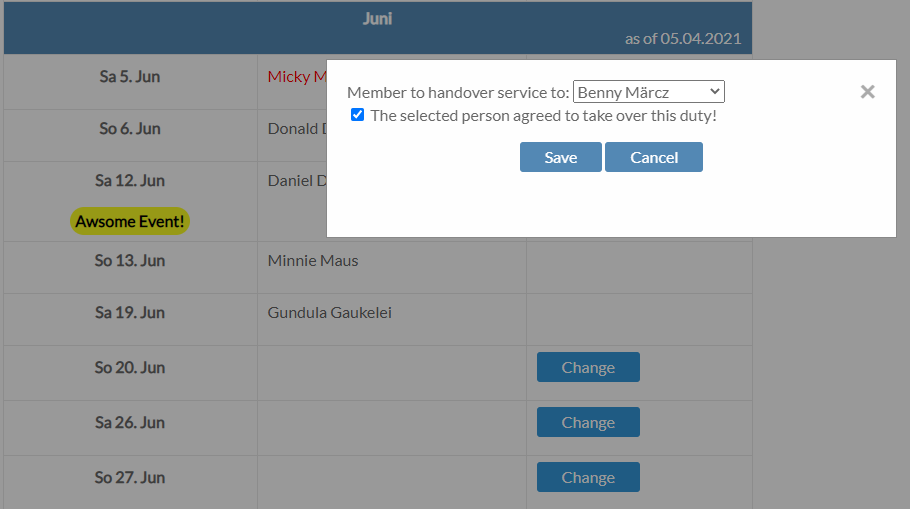 Juni
as of 05.04.2021
Sa 5. Jun
Micky M
Member to handover service to: Benny Märcz
The selected person agreed to take over this duty!
So 6. Jun
Donald D
Save Cancel
Sa 12. Jun
Daniel D
Awsome Event!
So 13. Jun
Minnie Maus
Sa 19. Jun
Gundula Gaukelei
So 20. Jun
Change
Sa 26. Jun
Change
So 27. Jun
Change